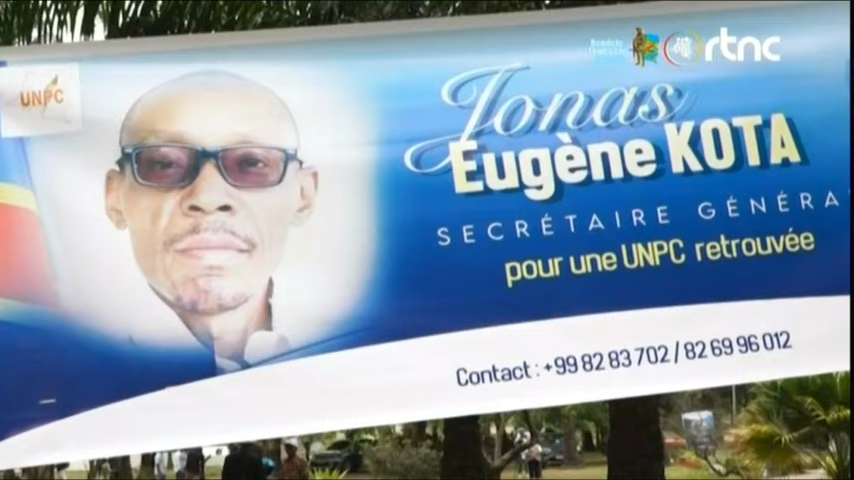 rtnc
UNPC
Jonas
Eugène KOTA
SECRÉTAIRE GÉNÉRA
pour une UNPC retrouvée
Contact : +99 82 83 702 / 82 69 96 012